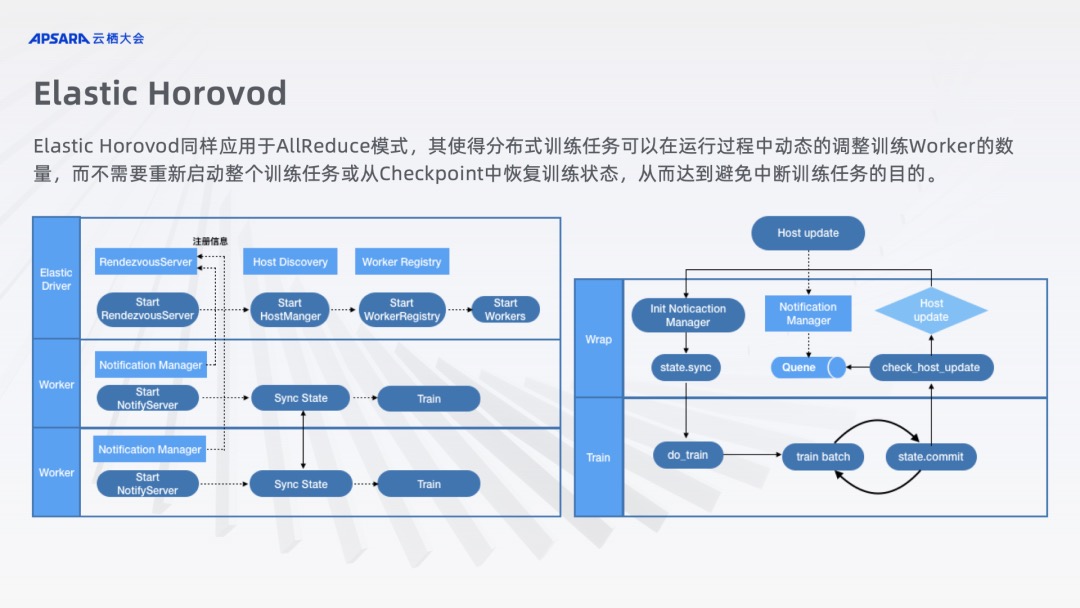 APSARA 云栖大会
Elastic Horovod
Elastic Horovod同样应用于AllReduce模式，其使得分布式训练任务可以在运行过程中动态的调整训练Worker的数
量，而不需要重新启动整个训练任务或从Checkpoint中恢复训练状态，从而达到避免中断训练任务的目的。
Elastic
Driver
注册信息
RendezvousServer
Host Discovery
Worker Registry
Start
RendezvousServer
Start
HostManger
Start
WorkerRegistry
Start
Workers
Worker
Notification Manager
Start
NotifyServer
Sync State
Train
Worker
Notification Manager
Start
NotifyServer
Sync State
Train
Host update
Wrap
Init Noticaction
Manager
Notification
Manager
Host
update
state.sync
Quene
check_host_update
Train
do_train
train batch
state.commit